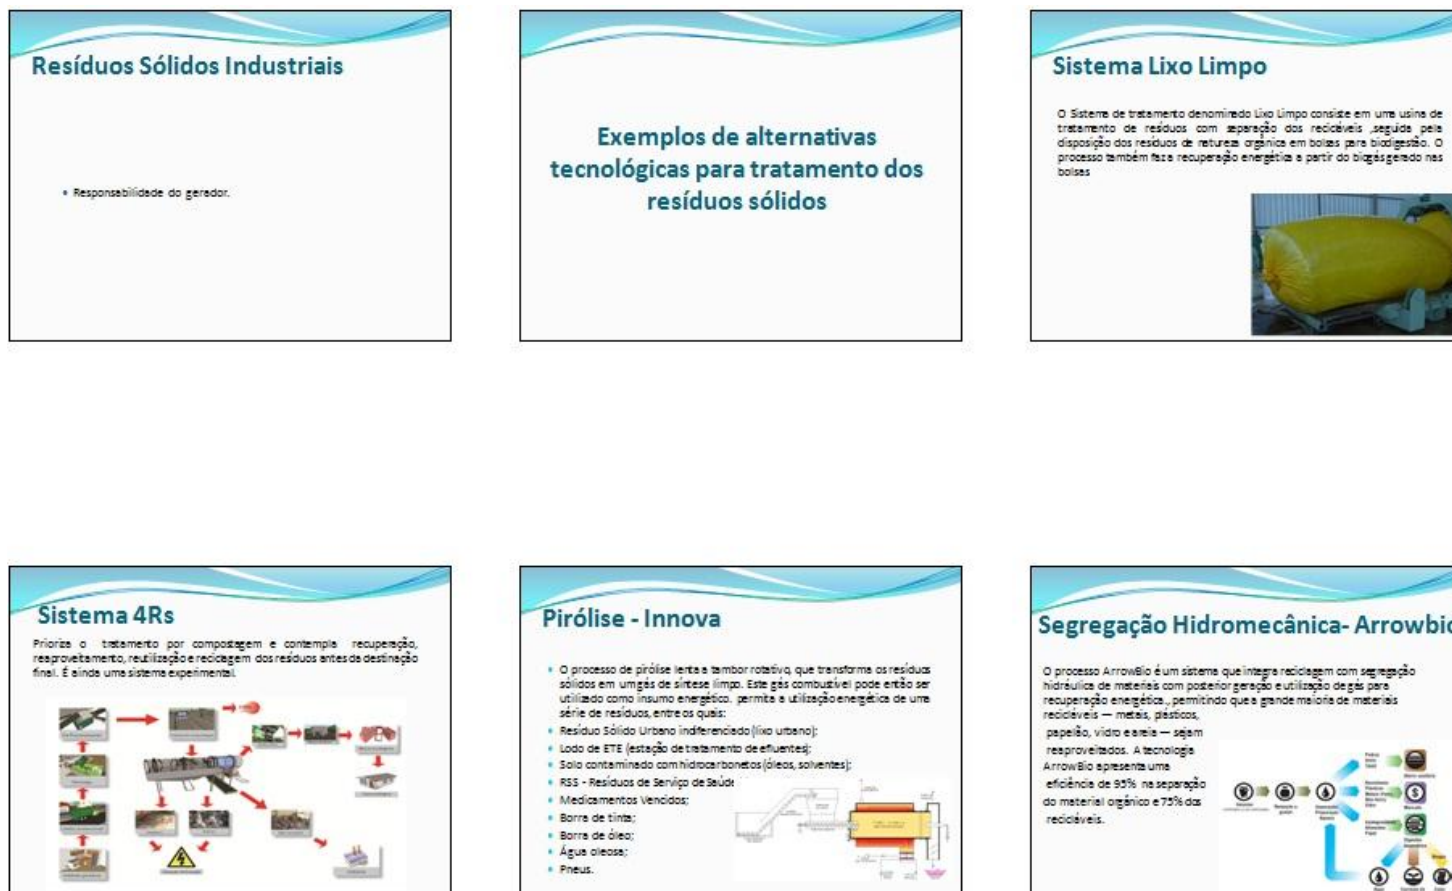 Resíduos Sólidos Industriais
• Responsabilidade do gerador.
Exemplos de alternativas
tecnológicas para tratamento dos
resíduos sólidos
Sistema Lixo Limpo
O Sistema de tratamento denominado Lixo Limpo consiste em uma usina de
tratamento de resíduos com separação dos recicláveis ,seguida pela
disposição dos resíduos de natureza orgânica em bolsas para biodigestão. O
processo também faz a recuperação energética a partir do biogás gerado nas
bolsas
Sistema 4Rs
Prioriza o tratamento por compostagem e contempla recuperação,
reaproveitamento, reutilização e reciclagem dos resíduos antes da destinação
final. É ainda uma sistema experimental.
Pirólise - Innova
• O processo de pirólise lenta a tambor rotativo, que transforma os resíduos
sólidos em um gás de síntese limpo. Este gás combustível pode então ser
utilizado como insumo energético. permite a utilização energética de uma
série de resíduos, entre os quais:
• Resíduo Sólido Urbano indiferenciado (lixo urbano);
• Lodo de ETE (estação de tratamento de efluentes);
• Solo contaminado com hidrocarbonetos (óleos, solventes);
• RSS - Resíduos de Serviço de Saúde
• Medicamentos Vencidos;
• Borra de tinta;
• Borra de óleo;
• Água oleosa;
• Pneus.
Segregação Hidromecânica- Arrowbio
O processo ArrowBio é um sistema que integra reciclagem com segregação
hidráulica de materiais com posterior geração e utilização de gás para
recuperação energética., permitindo que a grande maioria de materiais
recicláveis — metais, plásticos,
papelão, vidro e areia — sejam
reaproveitados. A tecnologia
ArrowBio apresenta uma
eficiência de 95% na separação
do material orgânico e 75% dos
recicláveis.